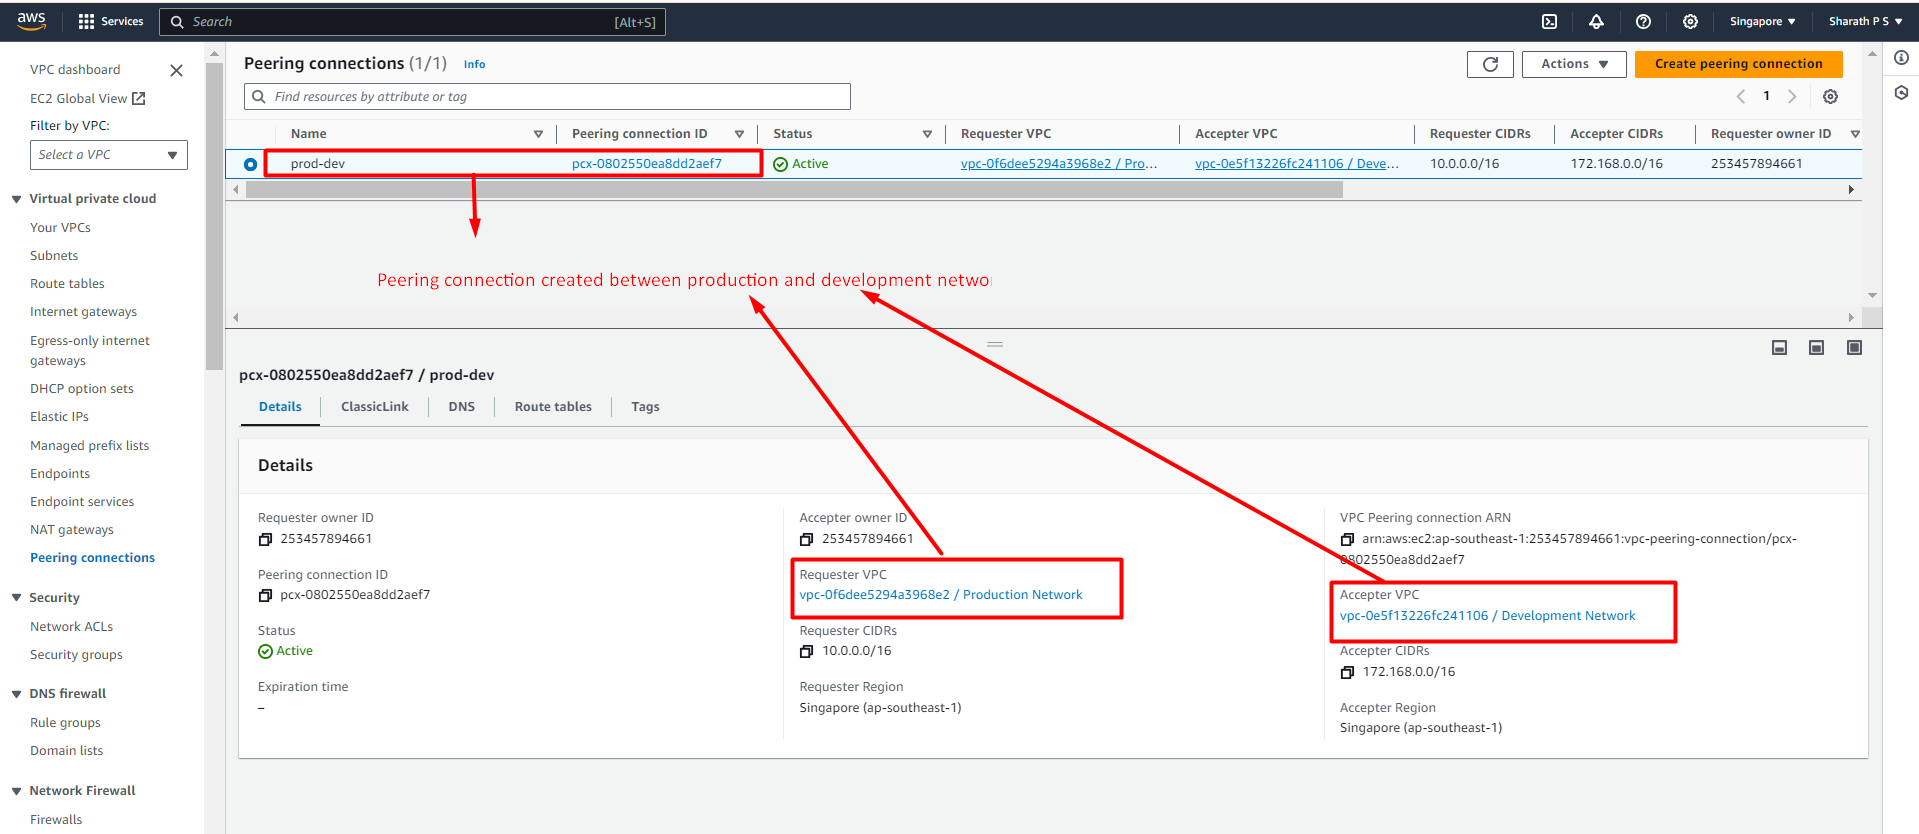 aws Services Search [Alt+S] Singapore Sharath P S
VPC dashboard
EC2 Global View
Filter by VPC:
Select a VPC
Virtual private cloud
Your VPCs
Subnets
Route tables
Internet gateways
Egress-only internet
gateways
DHCP option sets
Elastic IPs
Managed prefix lists
Endpoints
Endpoint services
NAT gateways
Peering connections
Security
Network ACLs
Security groups
DNS firewall
Rule groups
Domain lists
Network Firewall
Firewalls
Peering connections (1/1) Info
Actions Create peering connection
Find resources by attribute or tag
1
Name Peering connection ID Status Requester VPC Accepter VPC Requester CIDRs Accepter CIDRs Requester owner ID
prod-dev pcx-0802550ea8dd2aef7 Active vpc-0f6dee5294a3968e2 / Pro... vpc-0e5f13226fc241106 / Deve... 10.0.0.0/16 172.168.0.0/16 253457894661
Peering connection created between production and development networ
pcx-0802550ea8dd2aef7 / prod-dev
Details ClassicLink DNS Route tables Tags
Details
Requester owner ID
253457894661
Peering connection ID
pcx-0802550ea8dd2aef7
Status
Active
Expiration time
–
Accepter owner ID
253457894661
Requester VPC
vpc-0f6dee5294a3968e2 / Production Network
Requester CIDRs
10.0.0.0/16
Requester Region
Singapore (ap-southeast-1)
VPC Peering connection ARN
arn:aws:ec2:ap-southeast-1:253457894661:vpc-peering-connection/pcx-
0802550ea8dd2aef7
Accepter VPC
vpc-0e5f13226fc241106 / Development Network
Accepter CIDRs
172.168.0.0/16
Accepter Region
Singapore (ap-southeast-1)